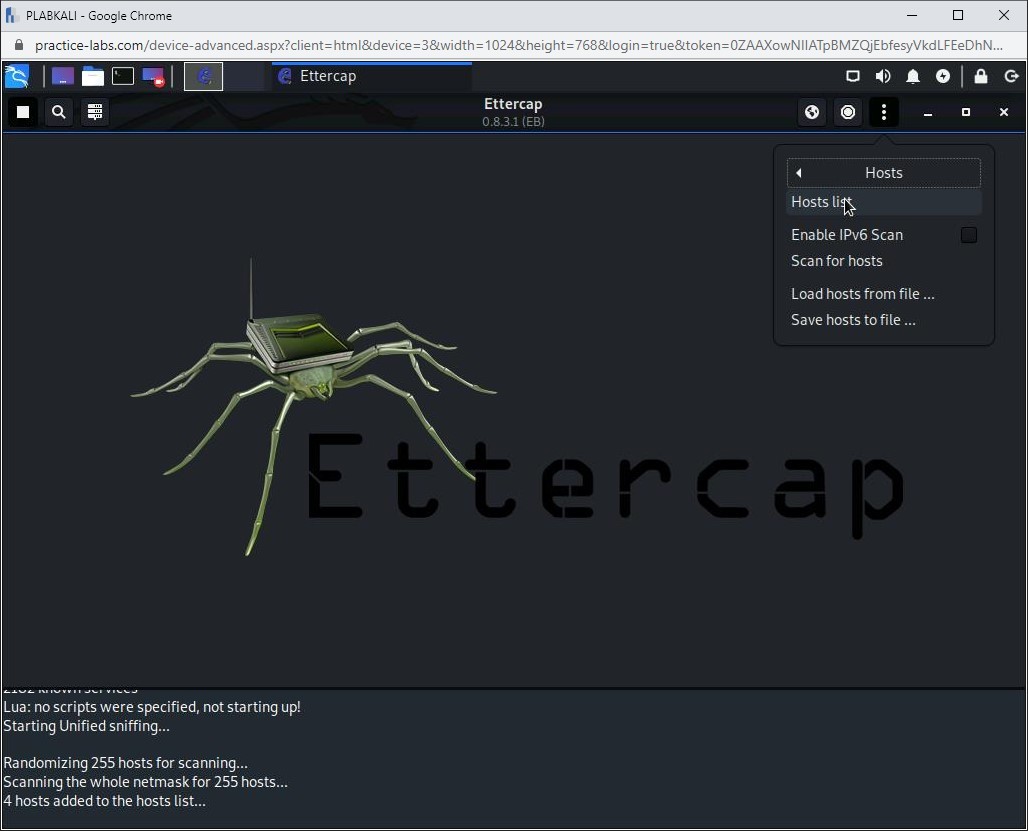 PLABKALI - Google Chrome
practice-labs.com/device-advanced.aspx?client=html&device=3&width=1024&height=768&login=true&token=0ZAAXowNIIATpBMZQjEbfesyVkdLFEeDhN...
Ettercap
Ettercap
0.8.3.1 (EB)
Hosts
Hosts list
Enable IPv6 Scan
Scan for hosts
Load hosts from file ...
Save hosts to file ...
Ettercap
2182 known services
Lua: no scripts were specified, not starting up!
Starting Unified sniffing...
Randomizing 255 hosts for scanning...
Scanning the whole netmask for 255 hosts...
4 hosts added to the hosts list...